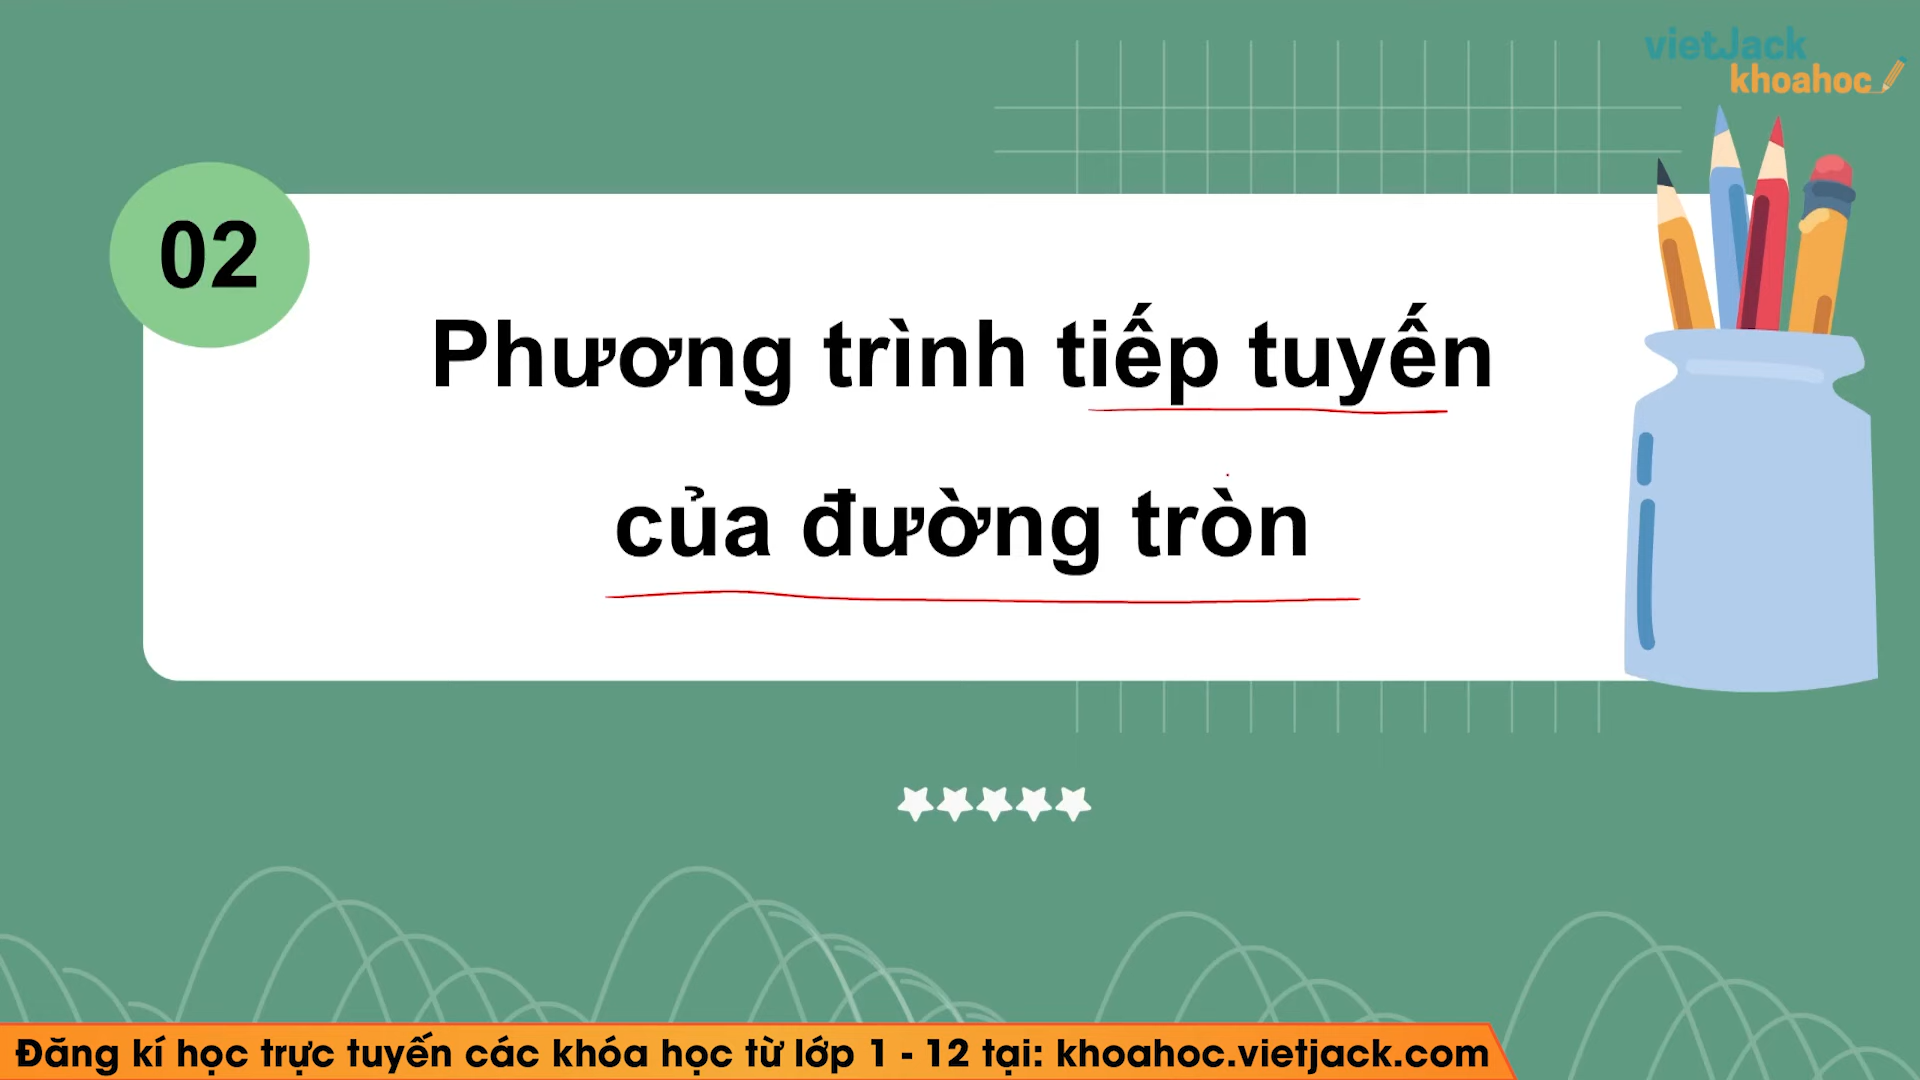 vietJack
khoahoc
02
Phương trình tiếp tuyến
của đường tròn
Đăng kí học trực tuyến các khóa học từ lớp 1 - 12 tại: khoahoc.vietjack.com